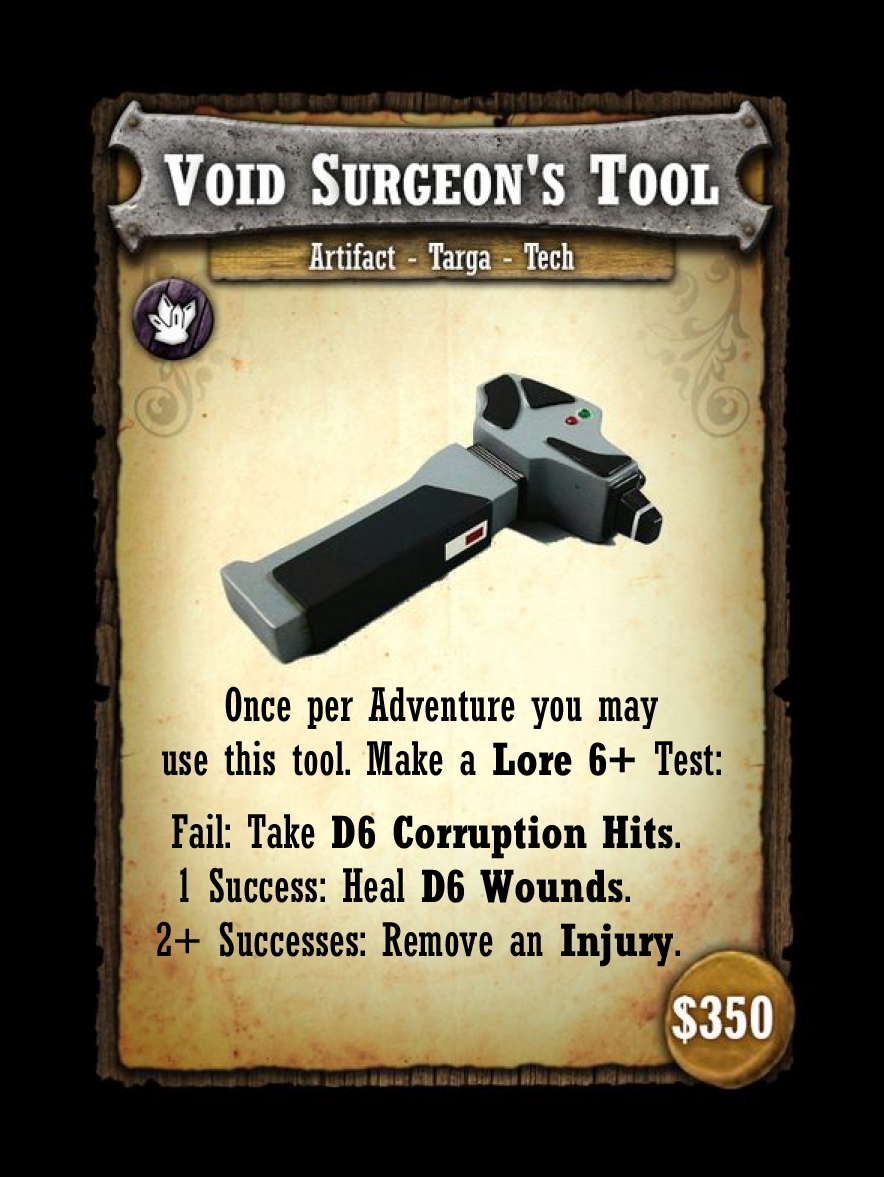 Void Surgeon's Tool
Artifact - Targa - Tech
Once per Adventure you may
use this tool. Make a Lore 6+ Test:
Fail: Take D6 Corruption Hits.
1 Success: Heal D6 Wounds.
2+ Successes: Remove an Injury.
$350